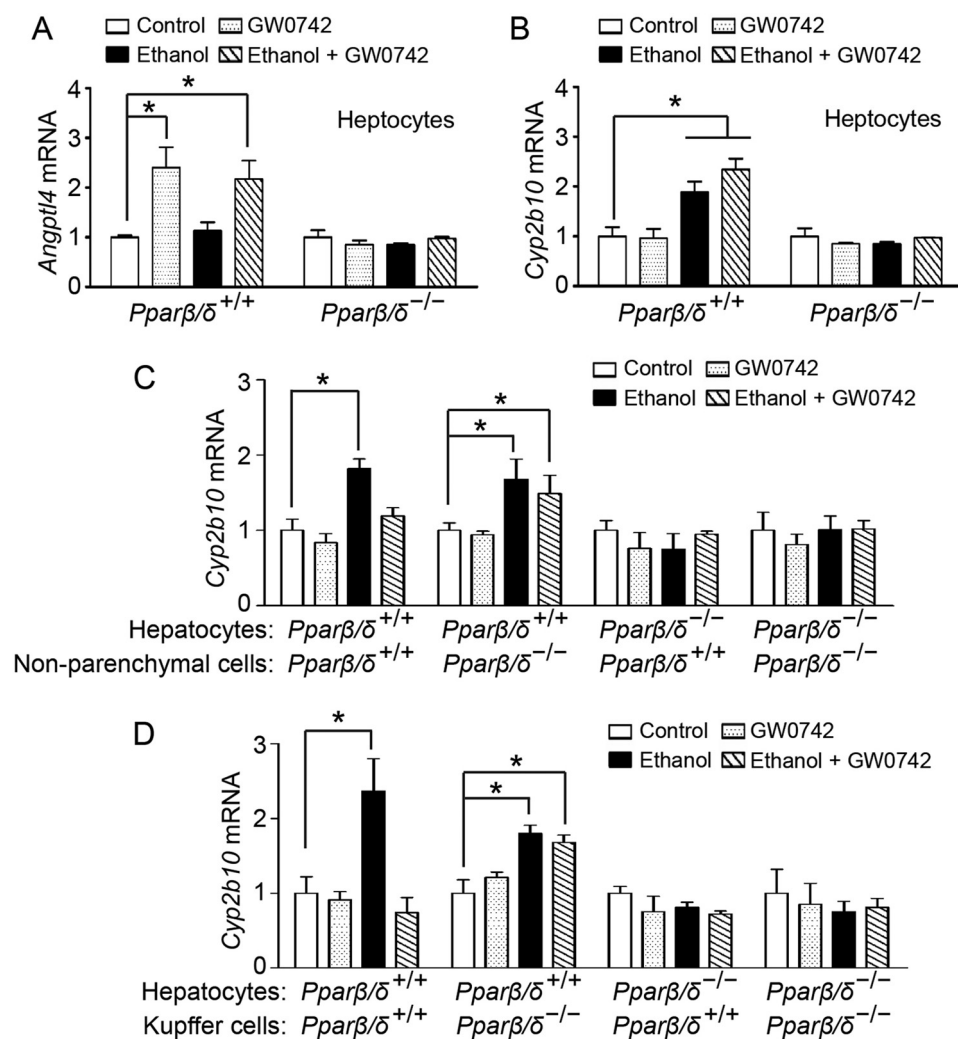 A
Control GW0742
Ethanol Ethanol + GW0742
Angptl4 mRNA
4
3
2
1
0
* *
Heptocytes
Pparβ/δ+/+ Pparβ/δ−/−
B
Control GW0742
Ethanol Ethanol + GW0742
Cyp2b10 mRNA
4
3
2
1
0
*
Heptocytes
Pparβ/δ+/+ Pparβ/δ−/−
C
Control GW0742
Ethanol Ethanol + GW0742
Cyp2b10 mRNA
3
2
1
0
* * *
Hepatocytes: Pparβ/δ+/+ Pparβ/δ+/+ Pparβ/δ−/− Pparβ/δ−/−
Non-parenchymal cells: Pparβ/δ+/+ Pparβ/δ−/− Pparβ/δ+/+ Pparβ/δ−/−
D
Control GW0742
Ethanol Ethanol + GW0742
Cyp2b10 mRNA
3
2
1
0
* * *
Hepatocytes: Pparβ/δ+/+ Pparβ/δ+/+ Pparβ/δ−/− Pparβ/δ−/−
Kupffer cells: Pparβ/δ+/+ Pparβ/δ−/− Pparβ/δ+/+ Pparβ/δ−/−